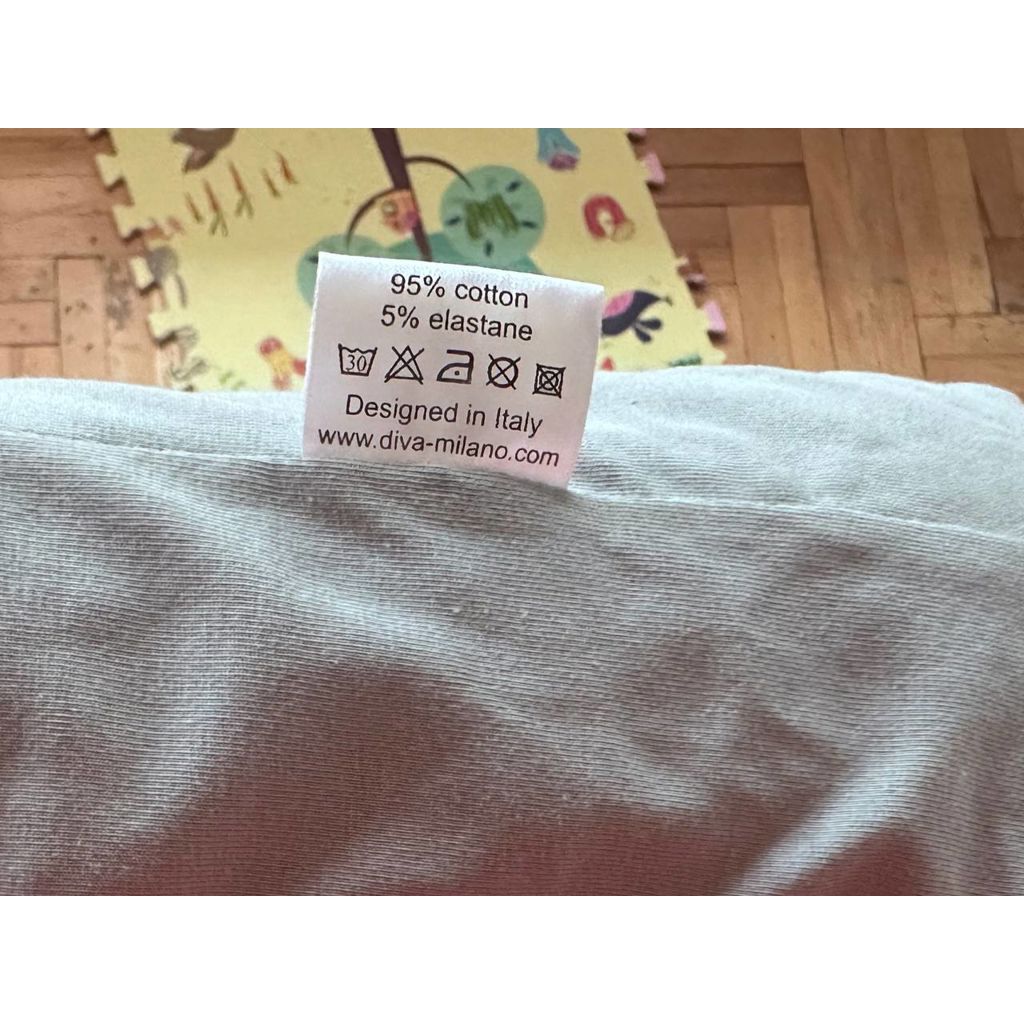 95% cotton
5% elastane
30
Designed in Italy
www.diva-milano.com